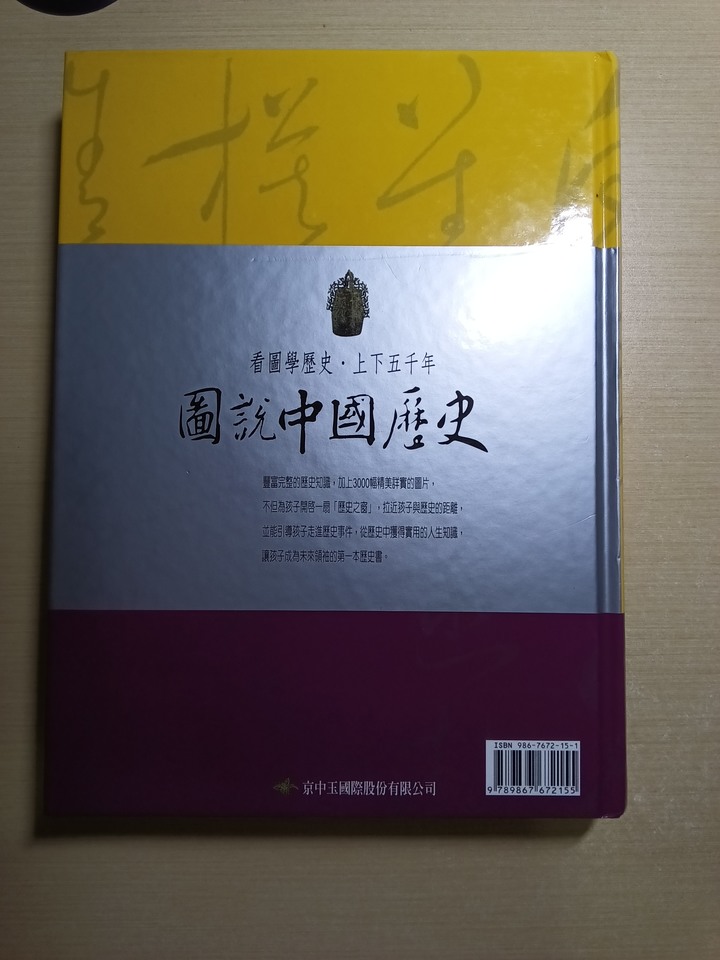 看圖學歷史・上下五千年
圖說中國歷史
豐富完整的歷史知識，加上3000幅精美詳實的圖片，
不但為孩子開啓一扇「歷史之窗」，拉近孩子與歷史的距離，
並能引導孩子走進歷史事件，從歷史中獲得實用的人生知識，
讓孩子成為未來領袖的第一本歷史書。
ISBN 986-7672-15-1
9 789867 672155
京中玉國際股份有限公司